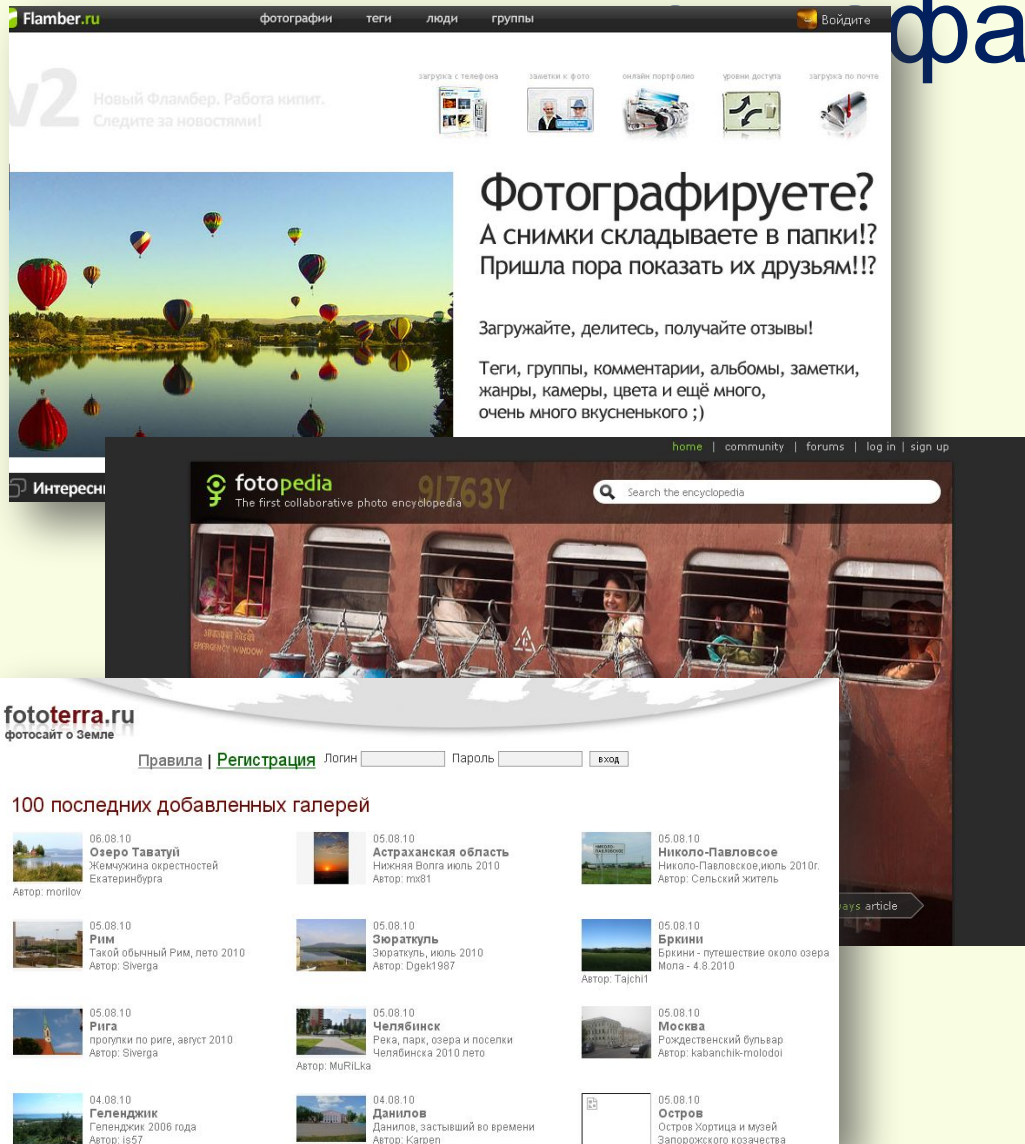 фа
Flamber.ru
фотографии теги люди группы
Войдите
v2
Новый Фламбер. Работа кипит.
Следите за новостями!
загрузка с телефона заметки к фото онлайн портфолио уровни доступа загрузка по почте
Фотографируете?
А снимки складываете в папки!?
Пришла пора показать их друзьям!!?
Загружайте, делитесь, получайте отзывы!
Теги, группы, комментарии, альбомы, заметки,
жанры, камеры, цвета и ещё много,
очень много вкусненького ;)
Интересн
home | community | forums | log in | sign up
fotopedia
The first collaborative photo encyclopedia
91763Y
Search the encyclopedia
EMERGENCY WINDOW
ways article
fototerra.ru
фотосайт о Земле
Правила | Регистрация Логин Пароль вход
100 последних добавленных галерей
06.08.10
Озеро Таватуй
Жемчужина окрестностей
Екатеринбурга
Автор: morilov
05.08.10
Астраханская область
Нижняя Волга июль 2010
Автор: mx81
05.08.10
Николо-Павловсое
Николо-Павловское,июль 2010г.
Автор: Сельский житель
05.08.10
Рим
Такой обычный Рим, лето 2010
Автор: Siverga
05.08.10
Зюраткуль
Зюраткуль, июль 2010
Автор: Dgek1987
05.08.10
Бркини
Бркини - путешествие около озера
Мола - 4.8.2010
Автор: Tajchi1
05.08.10
Рига
прогулки по риге, август 2010
Автор: Siverga
05.08.10
Челябинск
Река, парк, озера и поселки
Челябинска 2010 лето
Автор: MuRiLka
05.08.10
Москва
Рождественский бульвар
Автор: kabanchik-molodoi
04.08.10
Геленджик
Геленджик 2006 года
Автор: is57
04.08.10
Данилов
Данилов, застывший во времени
Автор: Karpen
05.08.10
Остров
Остров Хортица и музей
Запорожского козачества